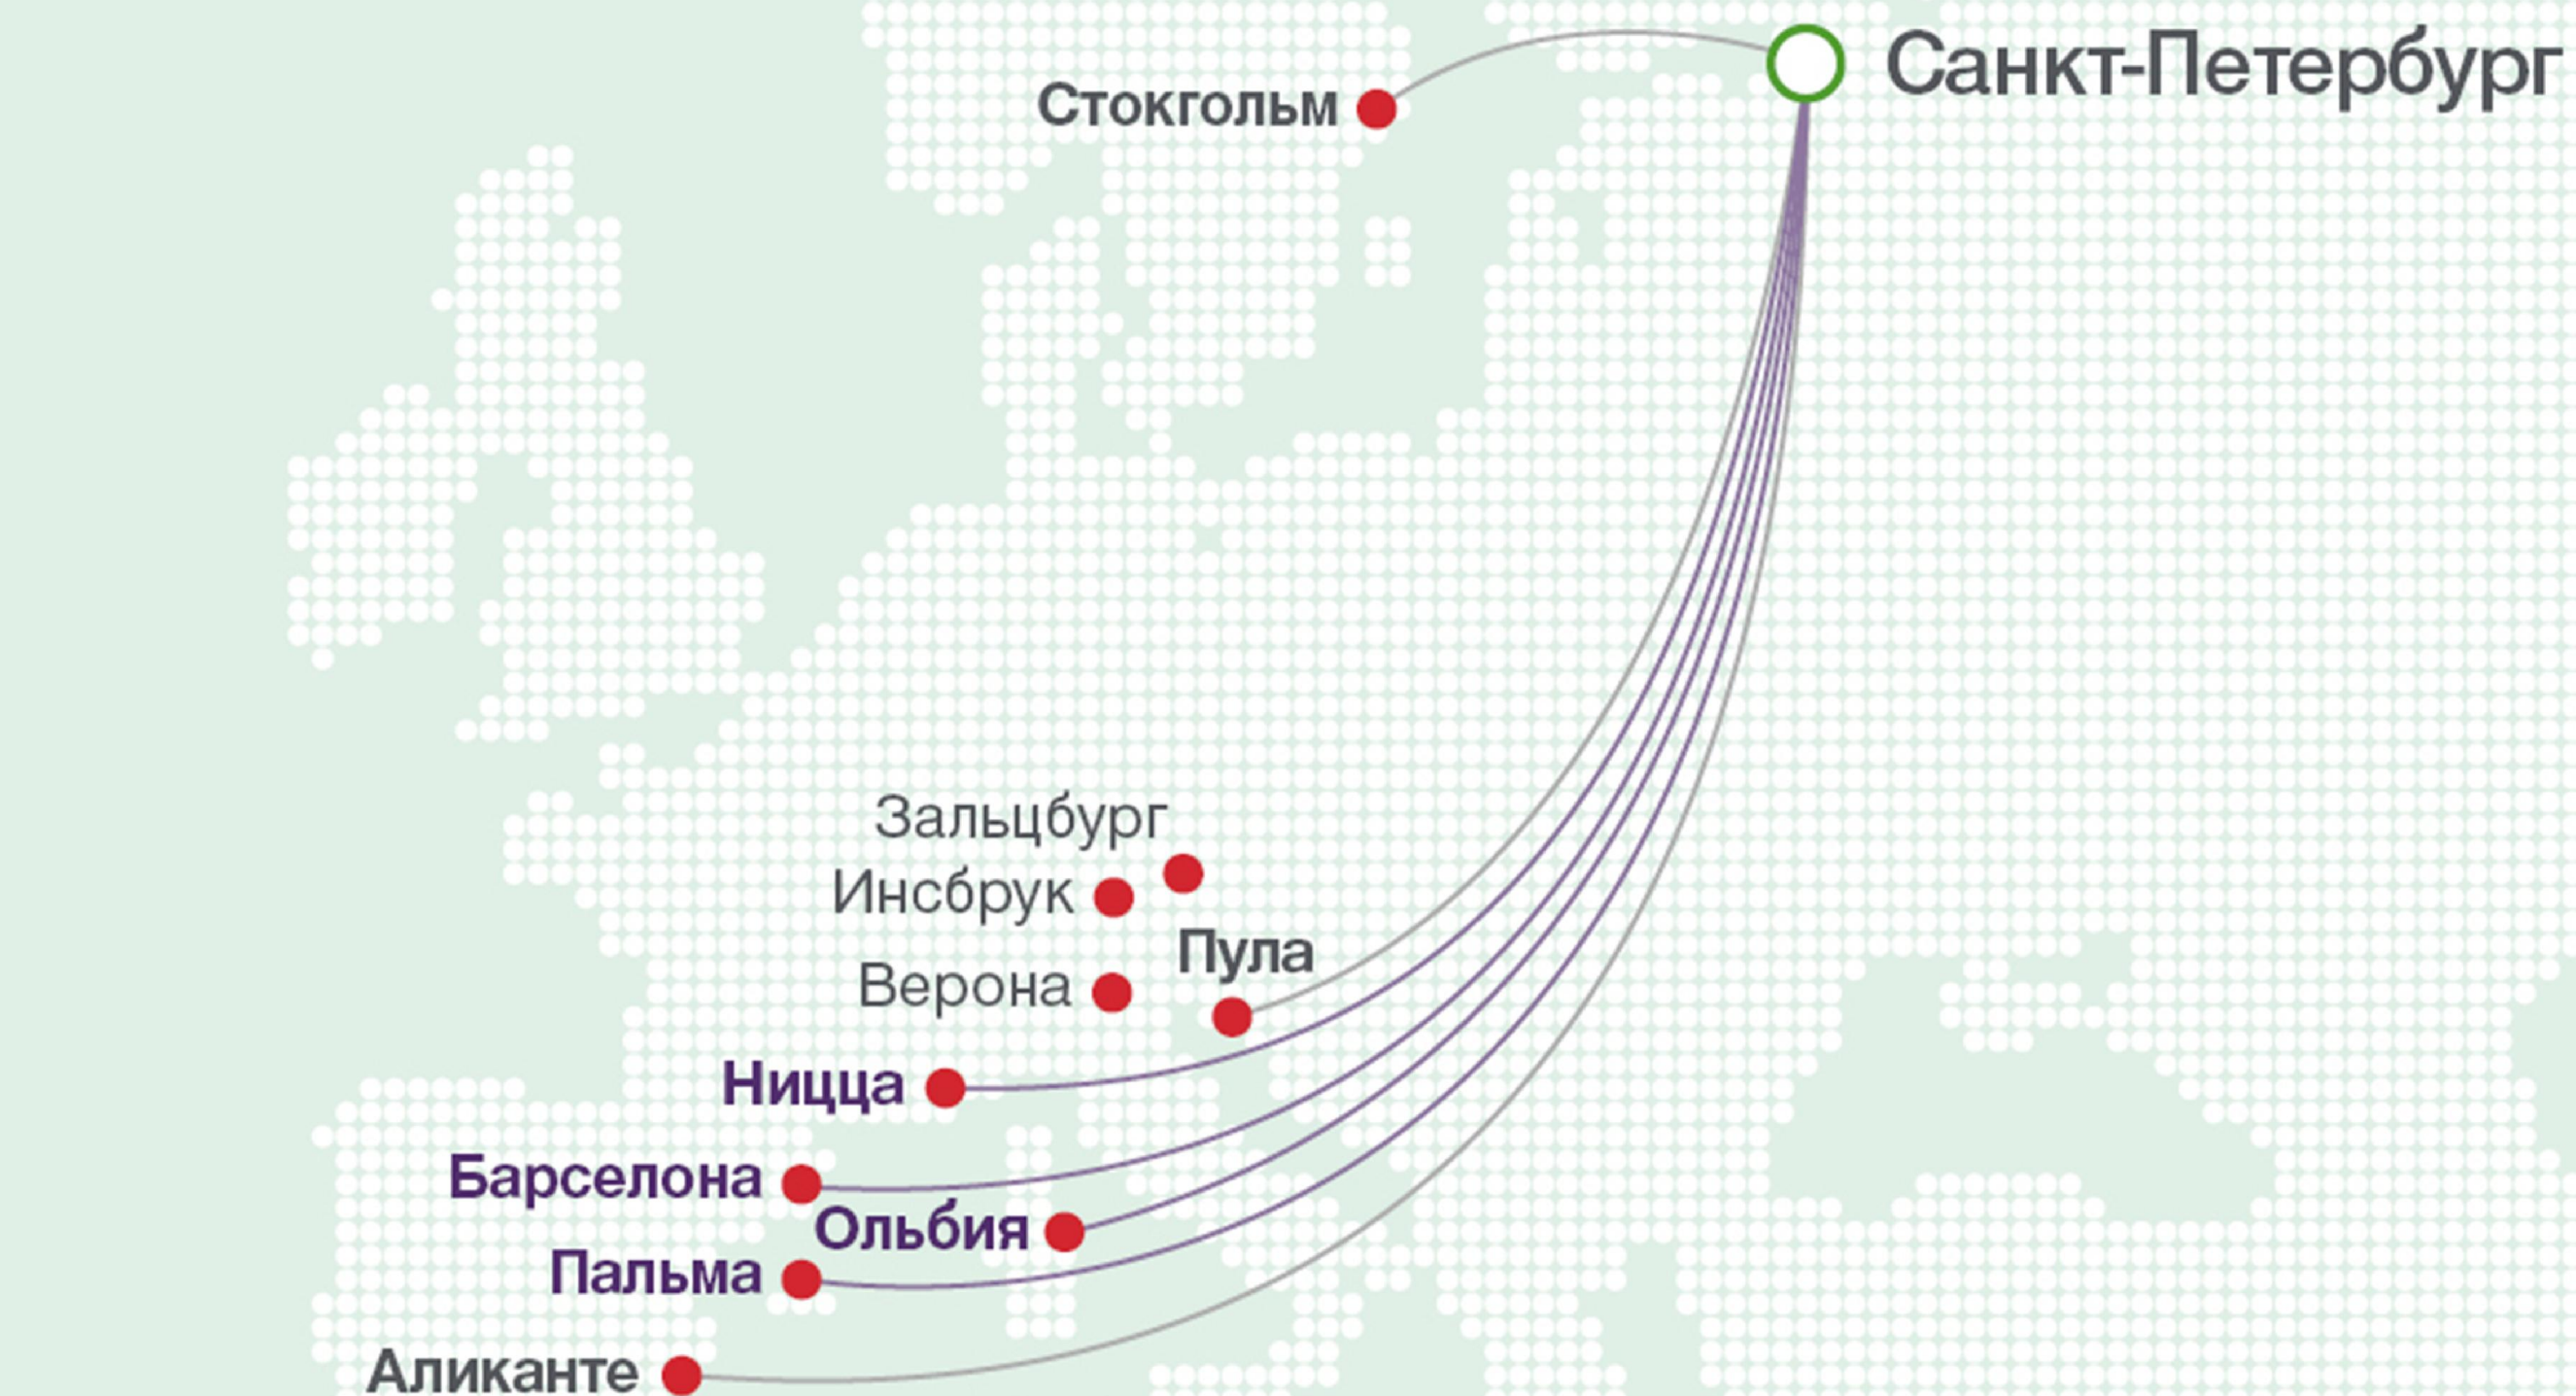 Санкт-Петербург
Стокгольм
Зальцбург
Инсбрук
Пула
Верона
Ницца
Барселона
Ольбия
Пальма
Аликанте